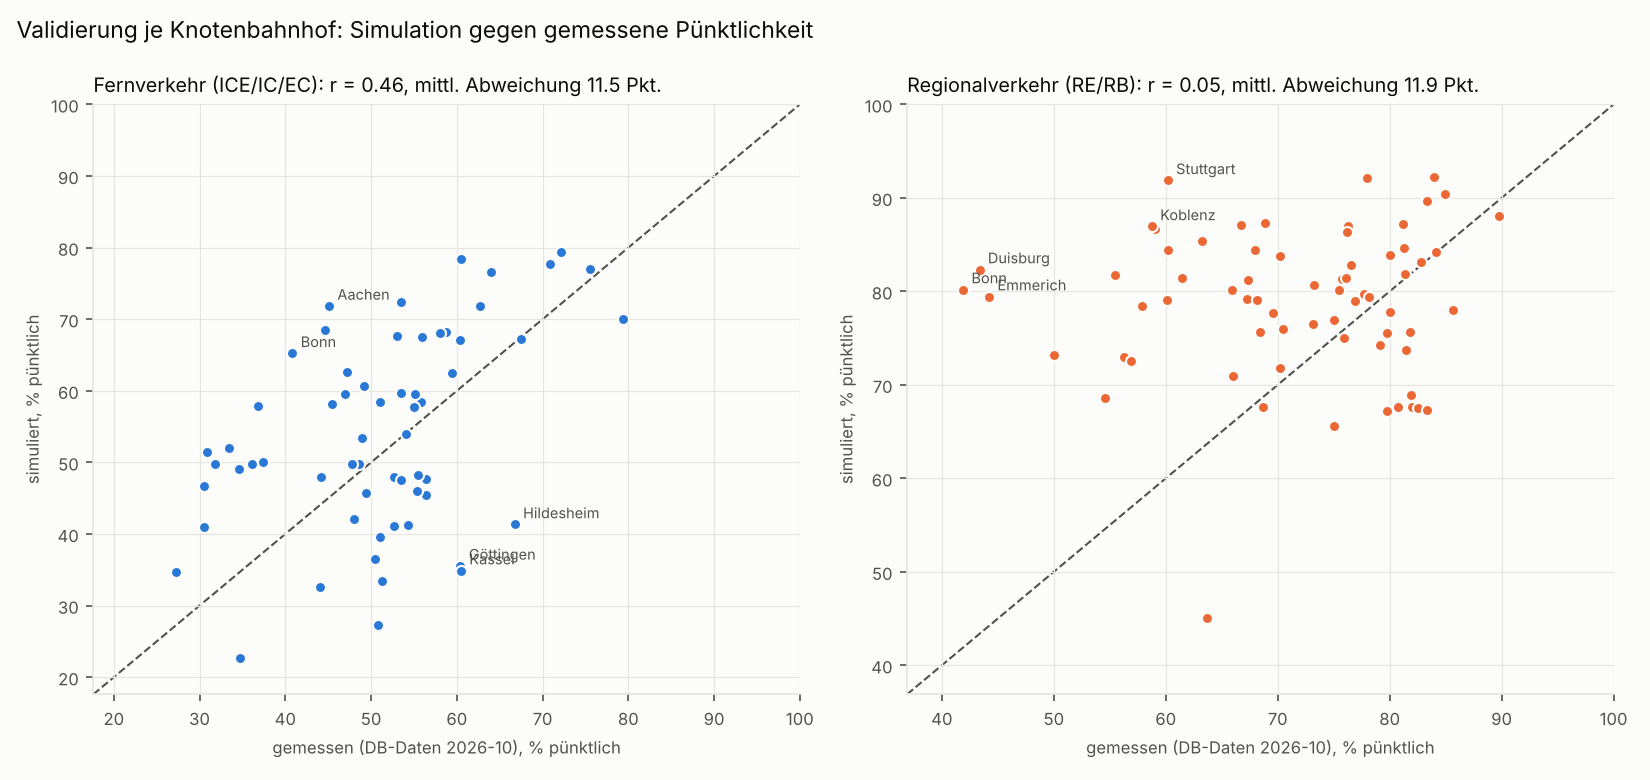 Validierung je Knotenbahnhof: Simulation gegen gemessene Pünktlichkeit
Fernverkehr (ICE/IC/EC): r = 0.46, mittl. Abweichung 11.5 Pkt.
100
90
80
70
60
50
40
30
20
simuliert, % pünktlich
Aachen
Bonn
Hildesheim
Göttingen
Kassel
20 30 40 50 60 70 80 90 100
gemessen (DB-Daten 2026-10), % pünktlich
Regionalverkehr (RE/RB): r = 0.05, mittl. Abweichung 11.9 Pkt.
100
90
80
70
60
50
40
simuliert, % pünktlich
Stuttgart
Koblenz
Duisburg
Bonn
Emmerich
40 50 60 70 80 90 100
gemessen (DB-Daten 2026-10), % pünktlich